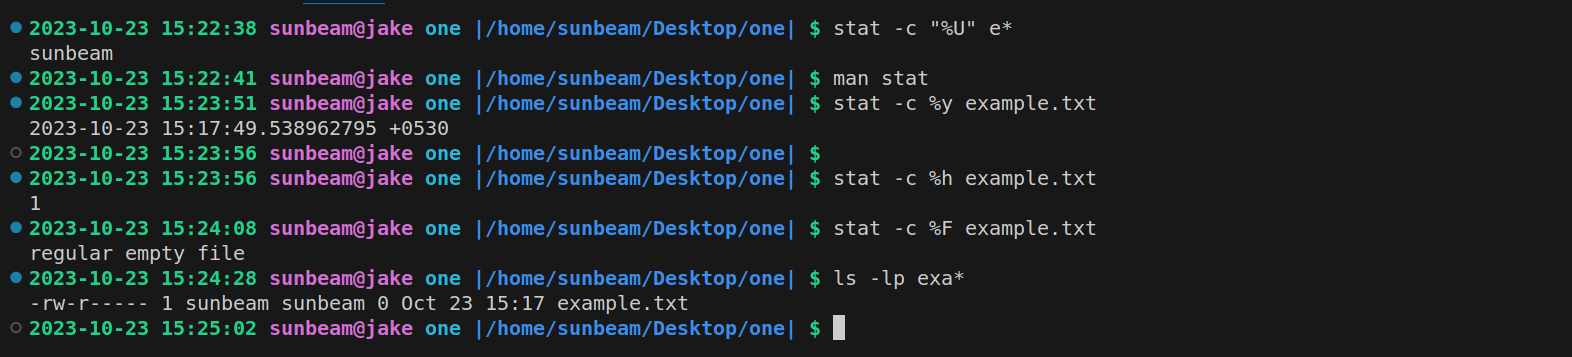 2023-10-23 15:22:38 sunbeam@jake one |/home/sunbeam/Desktop/one| $ stat -c "%U" e*
sunbeam
2023-10-23 15:22:41 sunbeam@jake one |/home/sunbeam/Desktop/one| $ man stat
2023-10-23 15:23:51 sunbeam@jake one |/home/sunbeam/Desktop/one| $ stat -c %y example.txt
2023-10-23 15:17:49.538962795 +0530
2023-10-23 15:23:56 sunbeam@jake one |/home/sunbeam/Desktop/one| $
2023-10-23 15:23:56 sunbeam@jake one |/home/sunbeam/Desktop/one| $ stat -c %h example.txt
1
2023-10-23 15:24:08 sunbeam@jake one |/home/sunbeam/Desktop/one| $ stat -c %F example.txt
regular empty file
2023-10-23 15:24:28 sunbeam@jake one |/home/sunbeam/Desktop/one| $ ls -lp exa*
-rw-r----- 1 sunbeam sunbeam 0 Oct 23 15:17 example.txt
2023-10-23 15:25:02 sunbeam@jake one |/home/sunbeam/Desktop/one| $